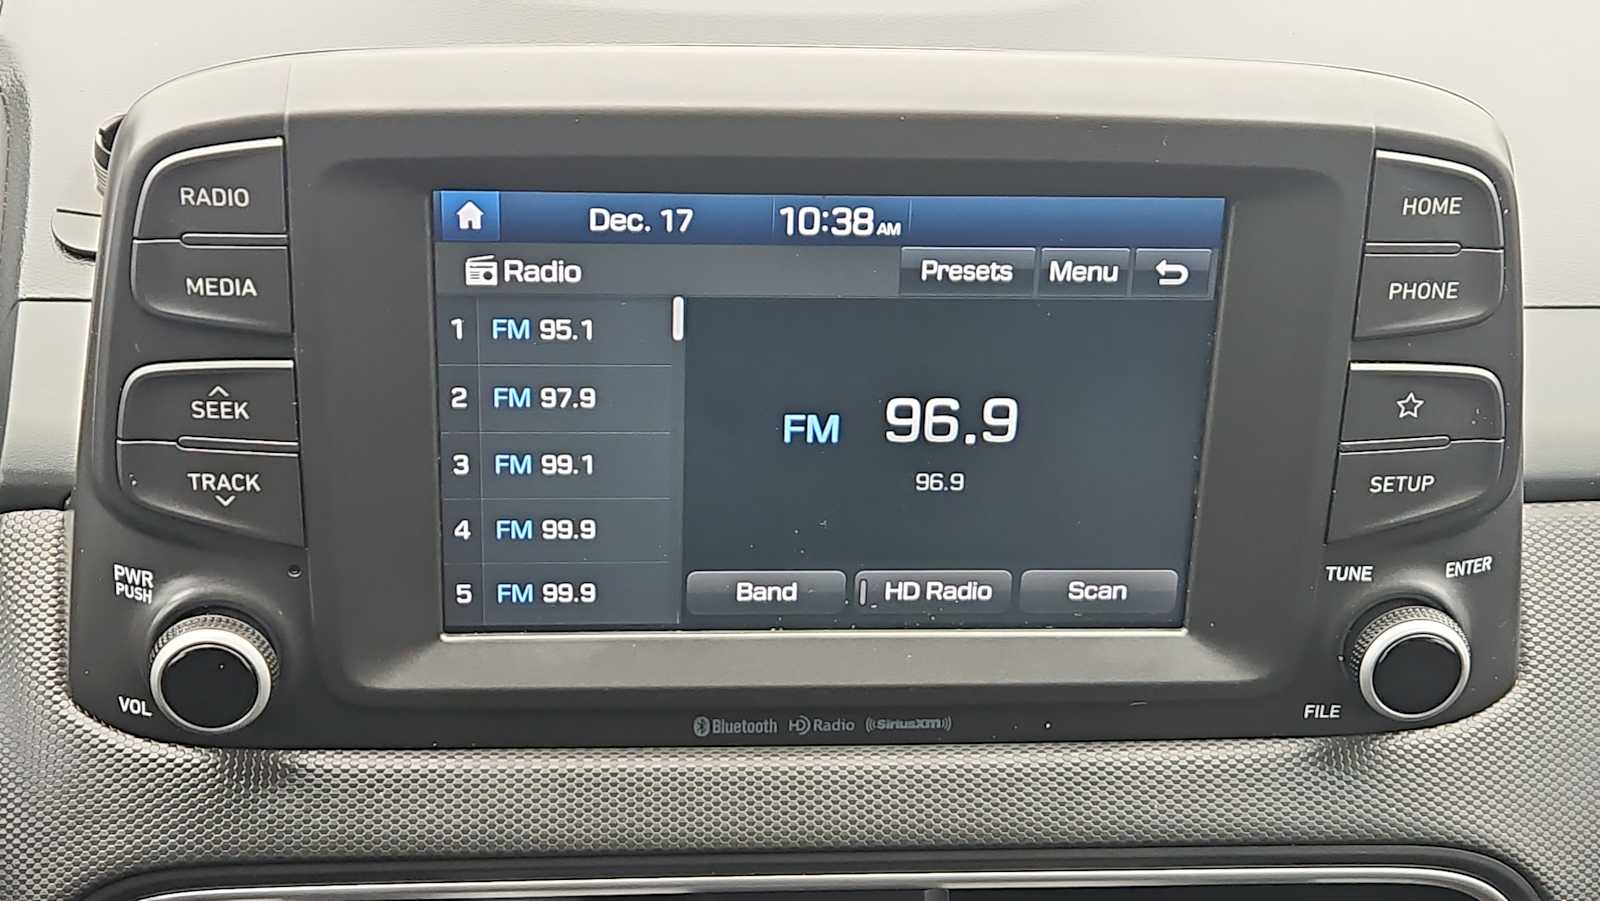 RADIO
MEDIA
SEEK
TRACK
PWR
PUSH
VOL
Dec. 17 10:38 AM
Radio Presets Menu
1 FM 95.1
2 FM 97.9
3 FM 99.1
4 FM 99.9
5 FM 99.9
FM 96.9
96.9
Band HD Radio Scan
HOME
PHONE
SETUP
TUNE ENTER
FILE
Bluetooth HD Radio SiriusXM